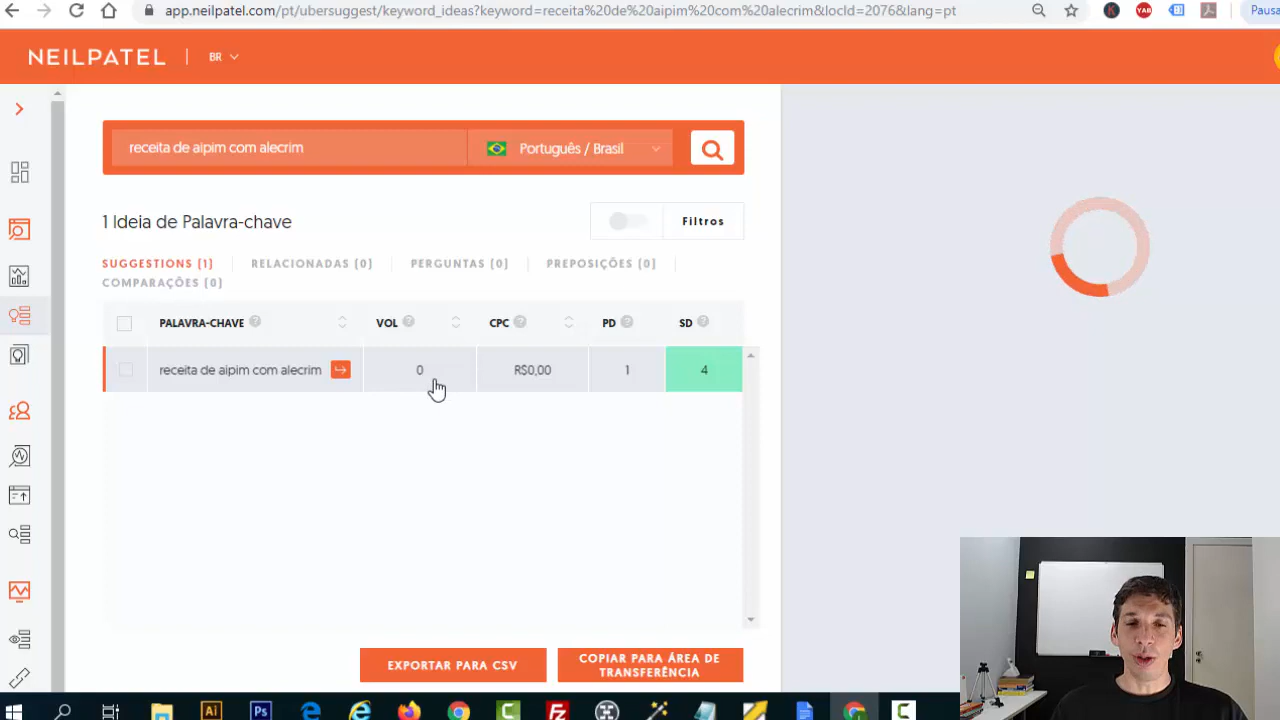 app.neilpatel.com/pt/ubersuggest/keyword_ideas?keyword=receita%20de%20aipim%20com%20alecrim&locId=2076&lang=pt
Pausa
NEILPATEL
BR
receita de aipim com alecrim
Português / Brasil
1 Ideia de Palavra-chave
Filtros
SUGGESTIONS (1)
RELACIONADAS (0)
PERGUNTAS (0)
PREPOSIÇÕES (0)
COMPARAÇÕES (0)
PALAVRA-CHAVE ?
VOL ?
CPC ?
PD ?
SD ?
receita de aipim com alecrim
0
R$0,00
1
4
EXPORTAR PARA CSV
COPIAR PARA ÁREA DE
TRANSFERÊNCIA
K
YAB
Ai
Ps